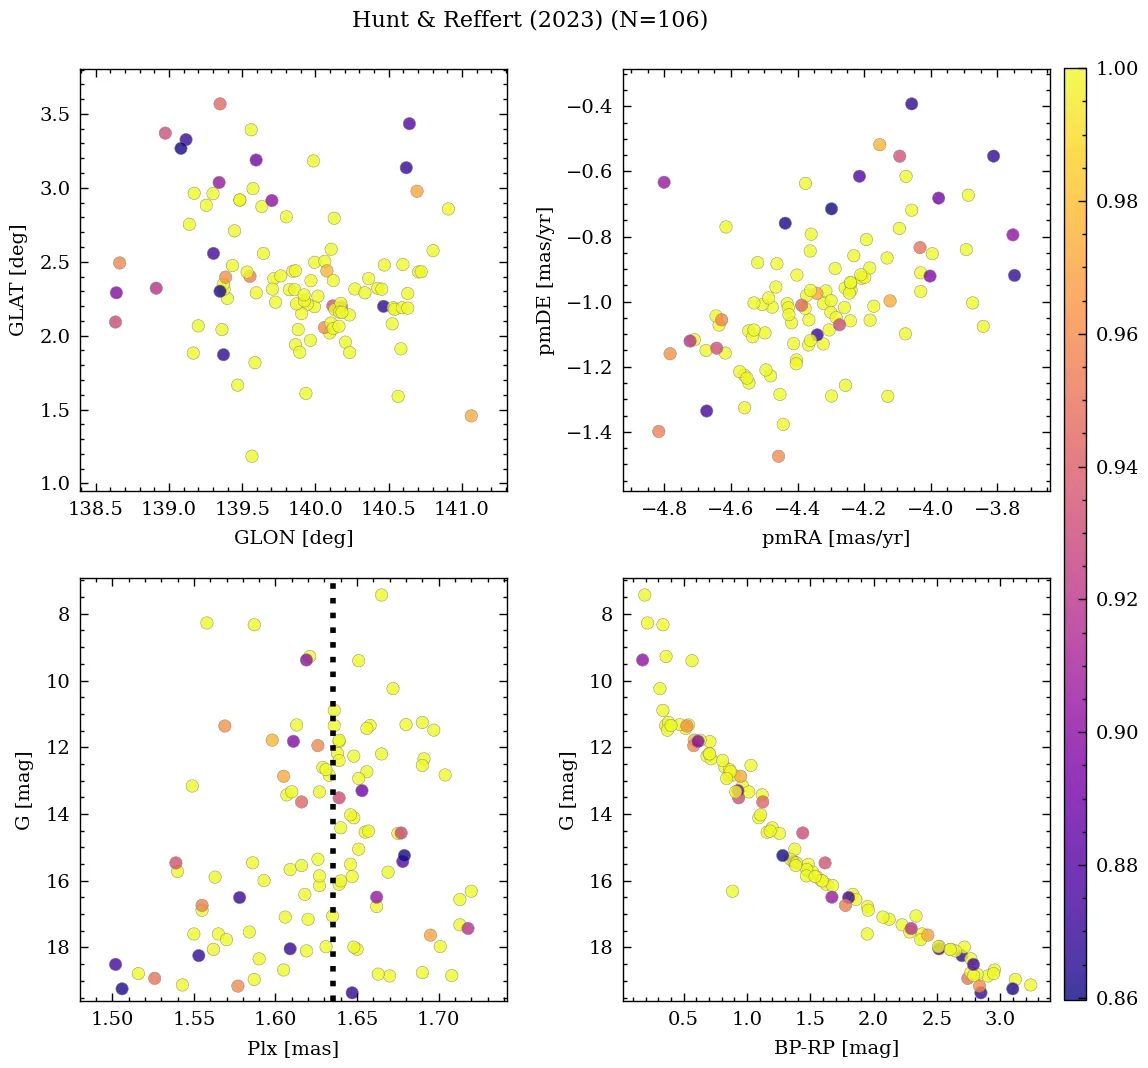 Hunt & Reffert (2023) (N=106)
3.5
3.0
2.5
2.0
1.5
1.0
GLAT [deg]
138.5 139.0 139.5 140.0 140.5 141.0
GLON [deg]
−0.4
−0.6
−0.8
−1.0
−1.2
−1.4
pmDE [mas/yr]
−4.8 −4.6 −4.4 −4.2 −4.0 −3.8
pmRA [mas/yr]
8
10
12
14
16
18
G [mag]
1.50 1.55 1.60 1.65 1.70
Plx [mas]
8
10
12
14
16
18
G [mag]
0.5 1.0 1.5 2.0 2.5 3.0
BP-RP [mag]
1.00
0.98
0.96
0.94
0.92
0.90
0.88
0.86